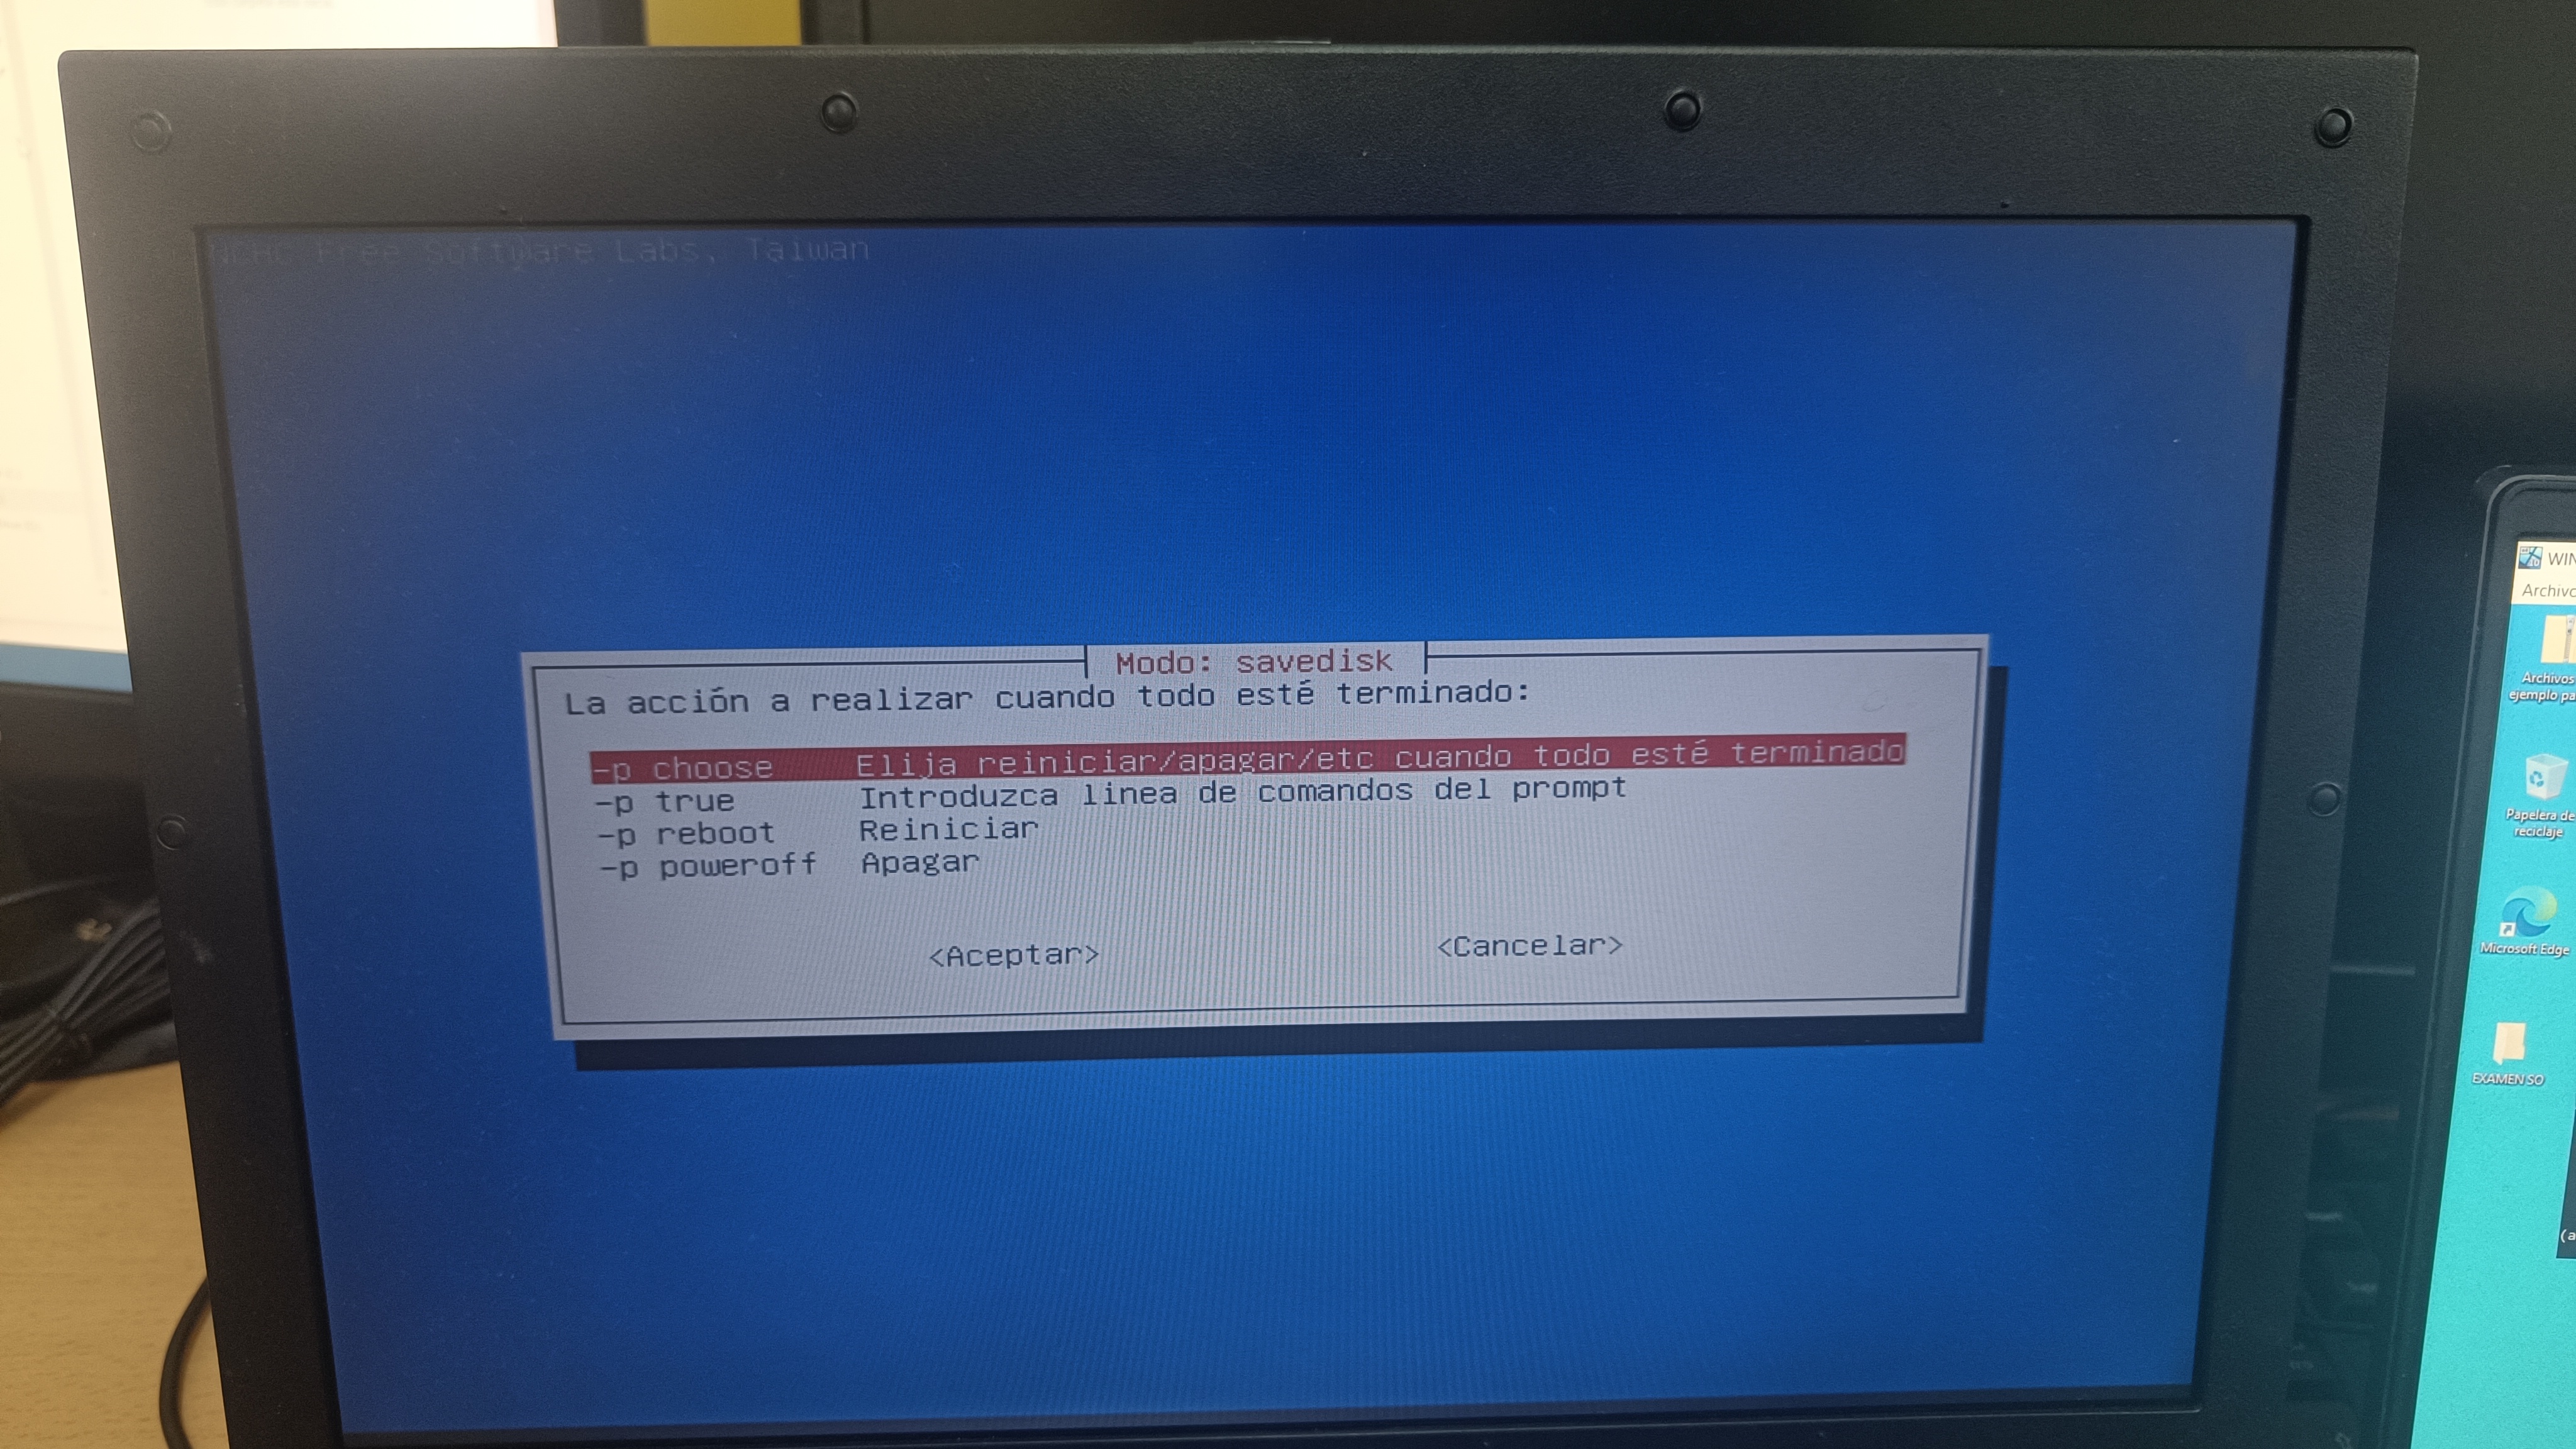 NCHC Free Software Labs, Taiwan
Modo: savedisk
La acción a realizar cuando todo esté terminado:
-p choose Elija reiniciar/apagar/etc cuando todo esté terminado
-p true Introduzca linea de comandos del prompt
-p reboot Reiniciar
-p poweroff Apagar
<Aceptar> <Cancelar>
WIN
Archivo
Archivos
ejemplo pa
Papelera de
reciclaje
Microsoft Edge
EXAMEN SO
(a